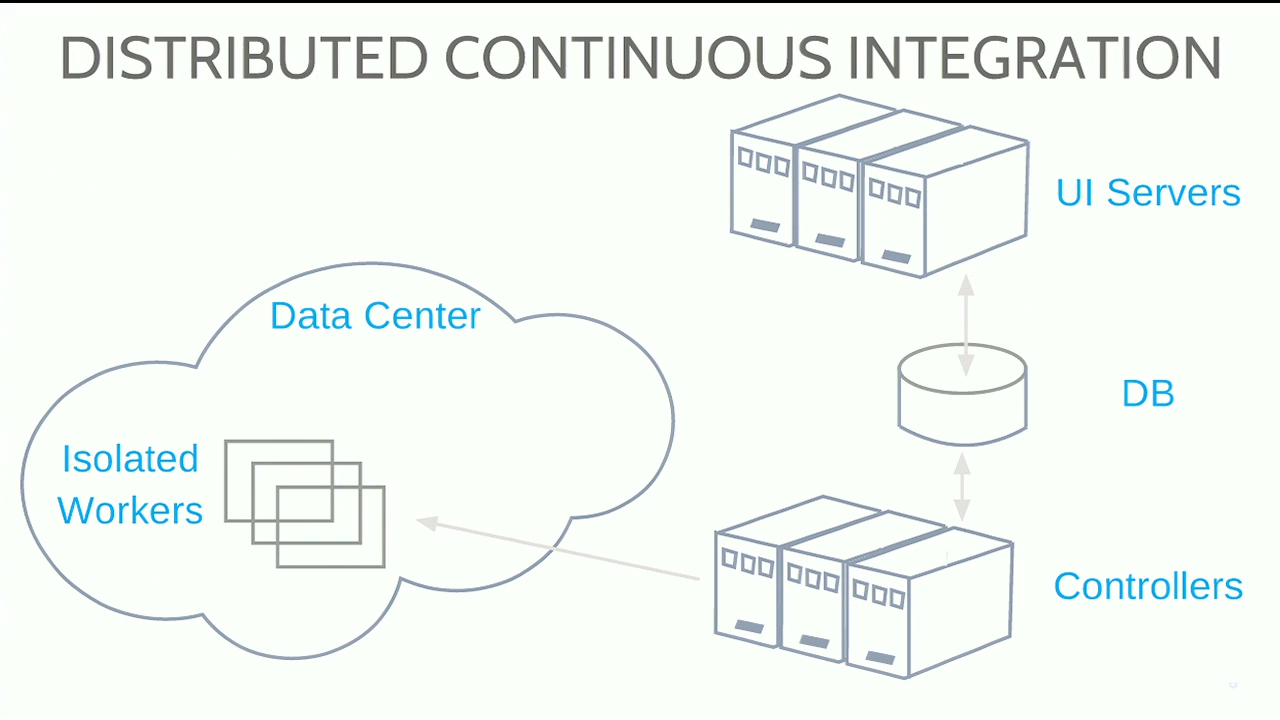 DISTRIBUTED CONTINUOUS INTEGRATION
UI Servers
Data Center
DB
Isolated
Workers
Controllers